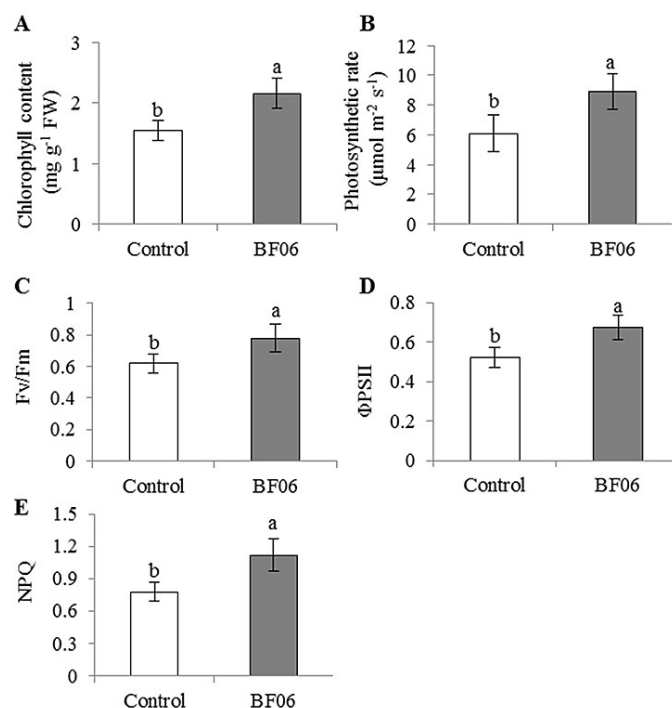 A
Chlorophyll content
(mg g-1 FW)
3
2
1
0
b
a
Control
BF06
B
Photosynthetic rate
(µmol m-2 s-1)
12
10
8
6
4
2
0
b
a
Control
BF06
C
Fv/Fm
1
0.8
0.6
0.4
0.2
0
b
a
Control
BF06
D
ΦPSII
0.8
0.6
0.4
0.2
0
b
a
Control
BF06
E
NPQ
1.5
1.2
0.9
0.6
0.3
0
b
a
Control
BF06